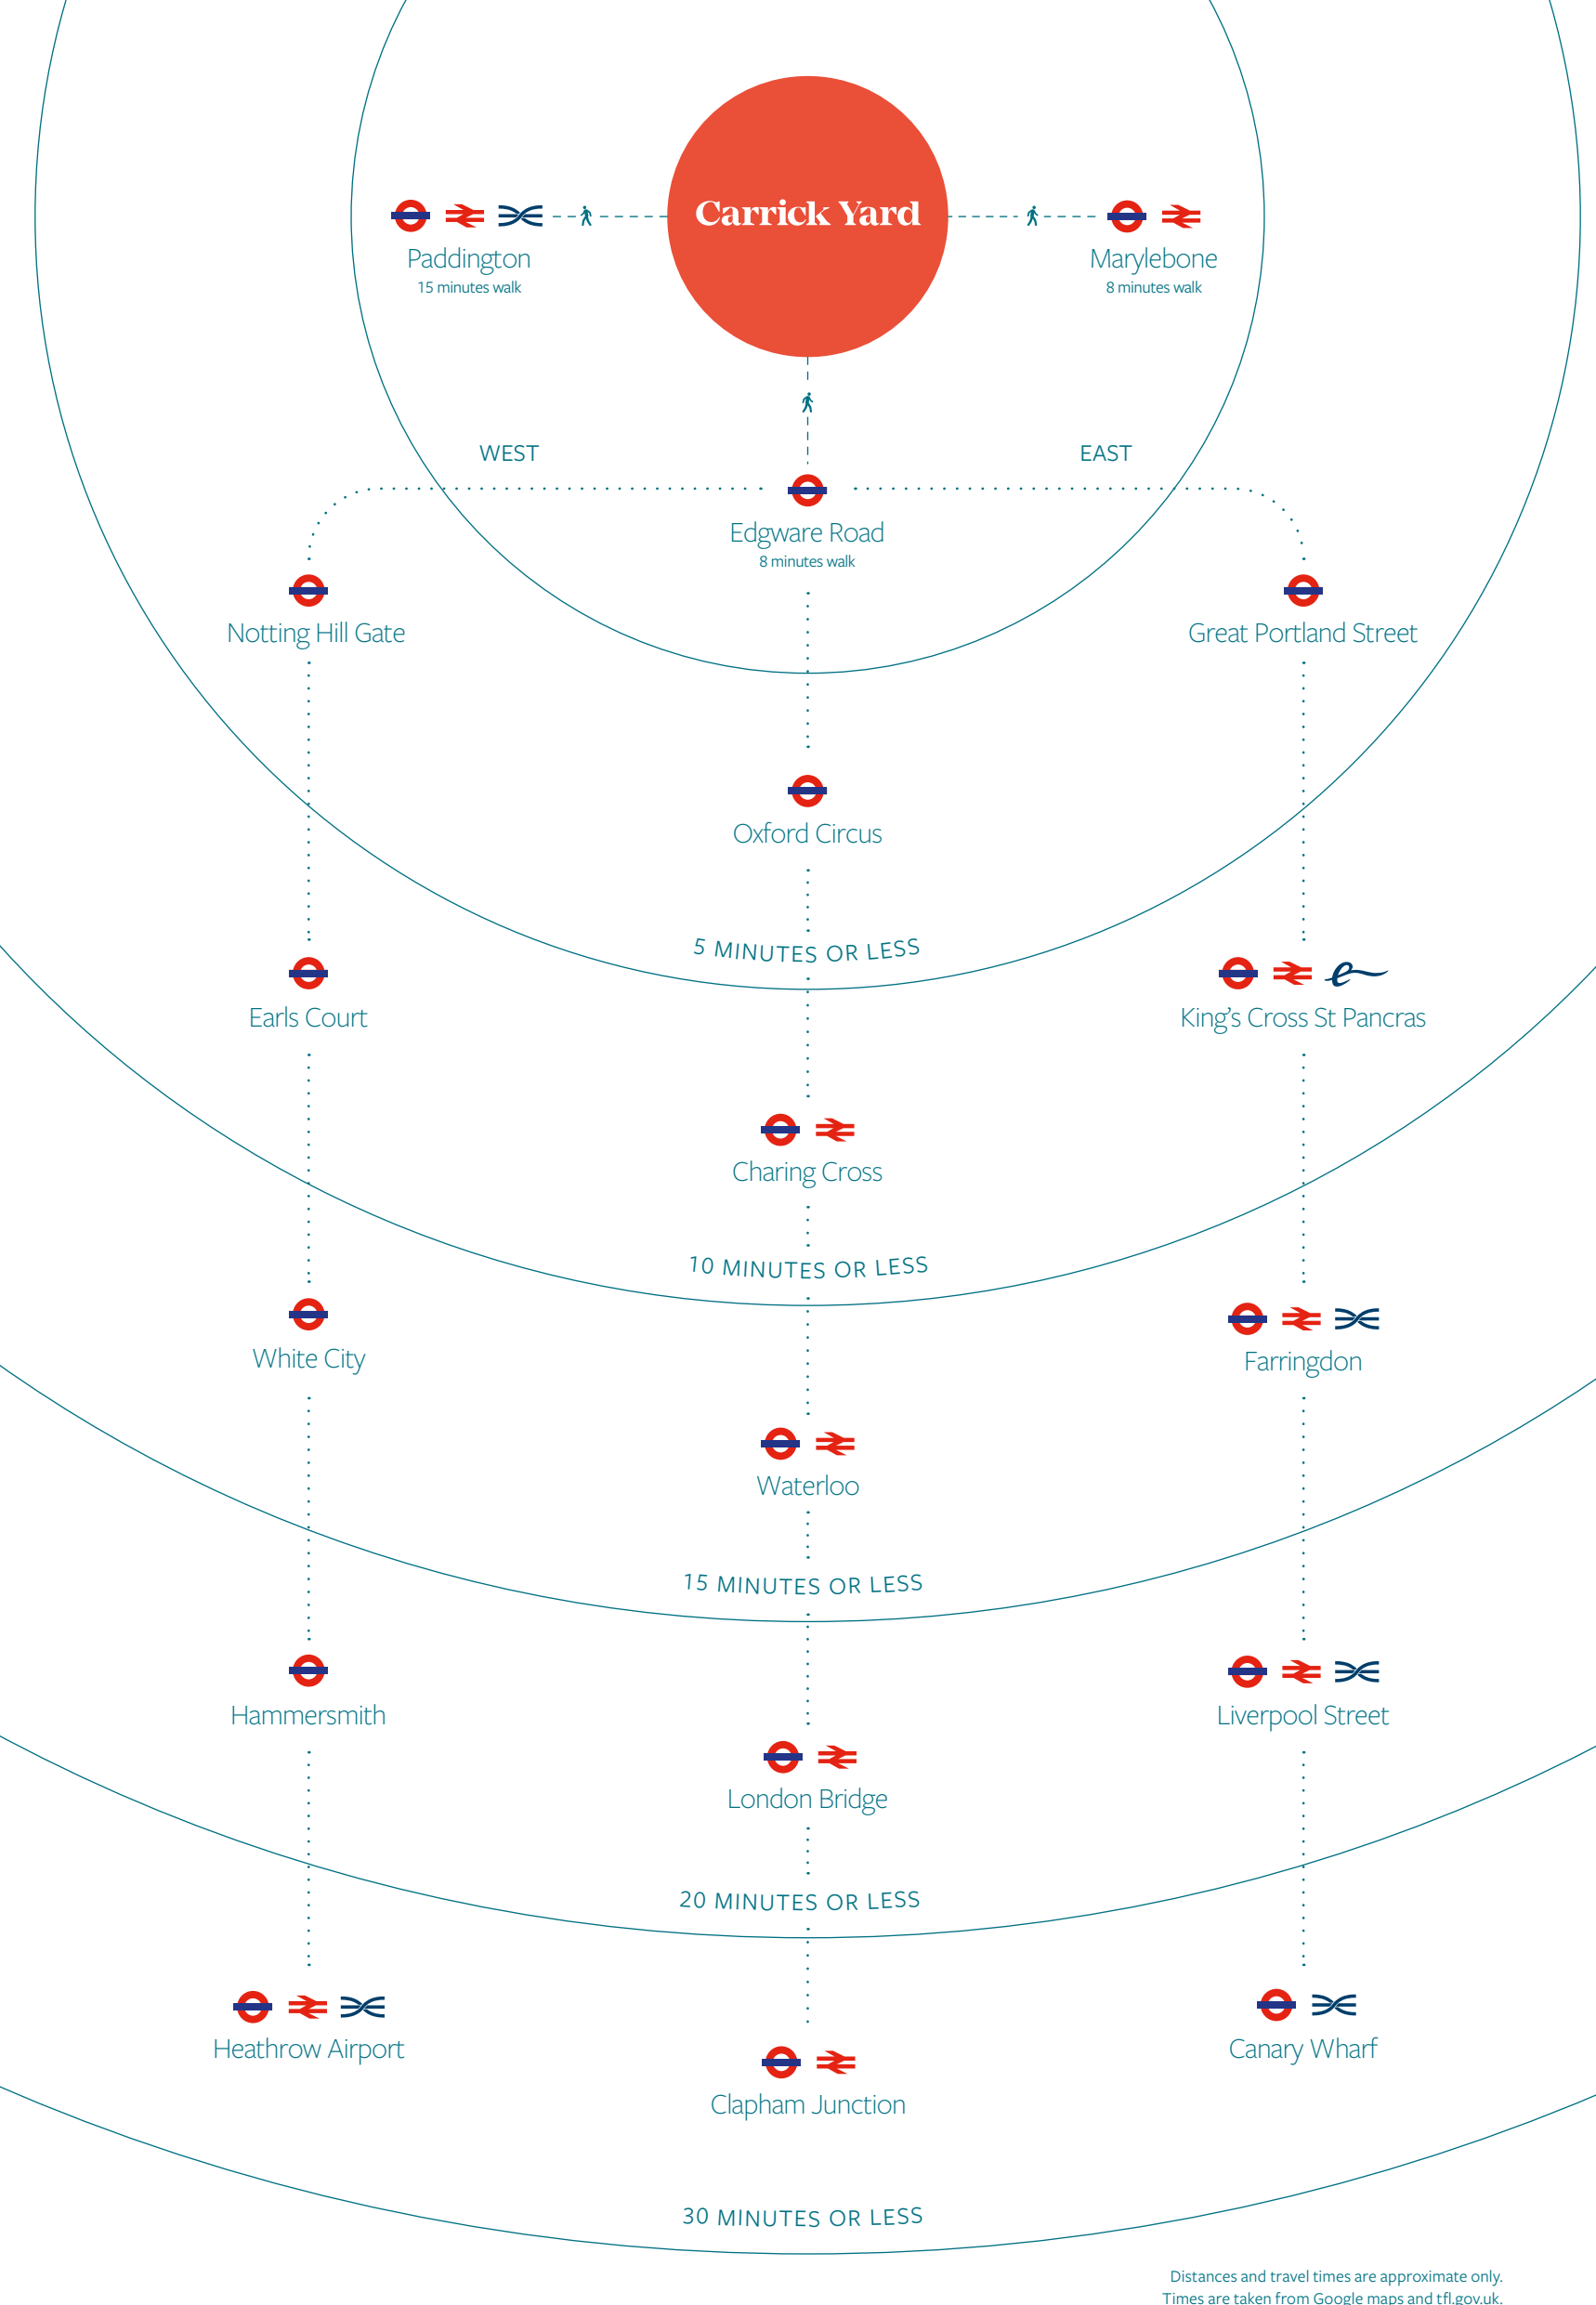 Carrick Yard
Paddington
15 minutes walk
Marylebone
8 minutes walk
WEST
EAST
Edgware Road
8 minutes walk
Notting Hill Gate
Great Portland Street
Oxford Circus
5 MINUTES OR LESS
Earls Court
King’s Cross St Pancras
Charing Cross
10 MINUTES OR LESS
White City
Farringdon
Waterloo
15 MINUTES OR LESS
Hammersmith
Liverpool Street
London Bridge
20 MINUTES OR LESS
Heathrow Airport
Canary Wharf
Clapham Junction
30 MINUTES OR LESS
Distances and travel times are approximate only.
Times are taken from Google maps and tfl.gov.uk.